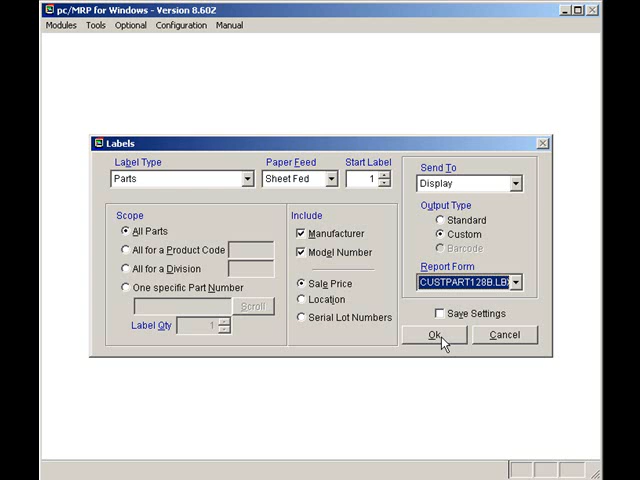 pc/MRP for Windows - Version 8.60Z
Modules Tools Optional Configuration Manual
Labels
Label Type Paper Feed Start Label
Parts Sheet Fed 1
Send To
Display
Output Type
Standard
Custom
Barcode
Report Form
CUSTPART128B.LBX
Scope
All Parts
All for a Product Code
All for a Division
One specific Part Number
Scroll
Label Qty 1
Include
Manufacturer
Model Number
Sale Price
Location
Serial Lot Numbers
Save Settings
Ok Cancel